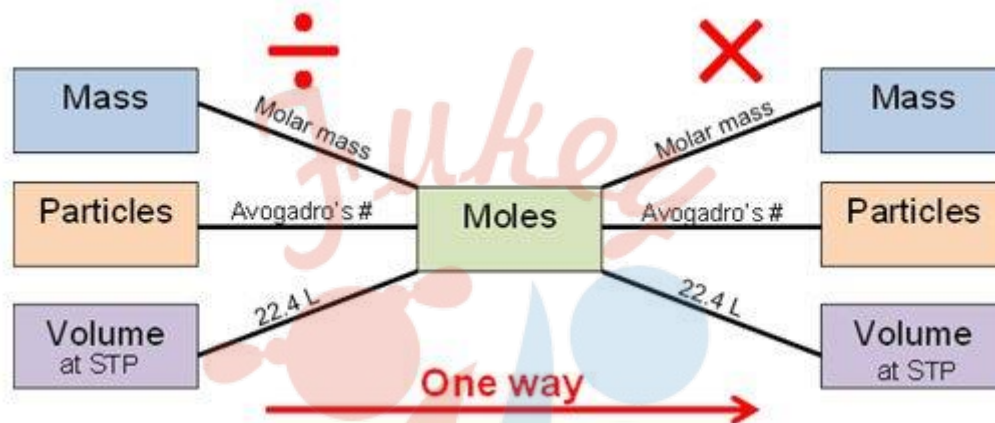 ÷ ×
Mass Molar mass Molar mass Mass
Particles Avogadro's # Moles Avogadro's # Particles
Volume 22.4 L 22.4 L Volume
at STP at STP
One way
Jukey